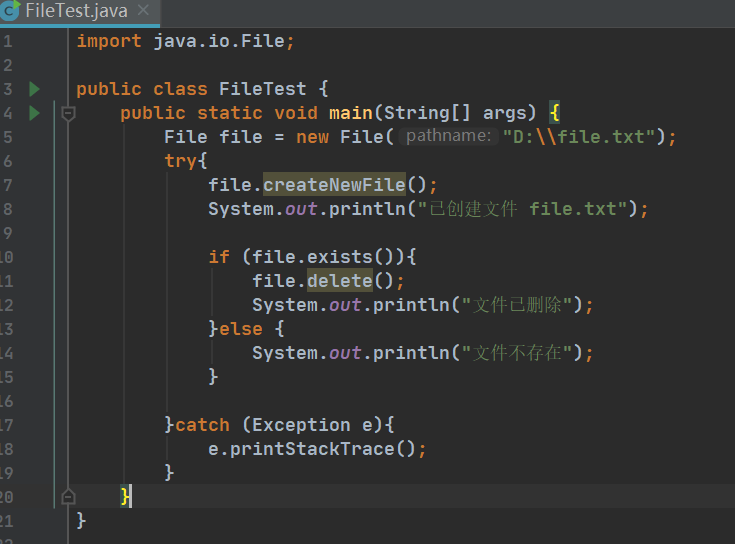 FileTest.java
1 import java.io.File;
2
3 public class FileTest {
4 public static void main(String[] args) {
5 File file = new File( pathname: "D:\\file.txt");
6 try{
7 file.createNewFile();
8 System.out.println("已创建文件 file.txt");
9
10 if (file.exists()){
11 file.delete();
12 System.out.println("文件已删除");
13 }else {
14 System.out.println("文件不存在");
15 }
16
17 }catch (Exception e){
18 e.printStackTrace();
19 }
20 }
21 }